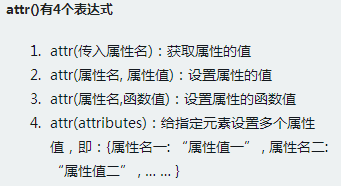 attr()有4个表达式
1. attr(传入属性名)：获取属性的值
2. attr(属性名, 属性值)：设置属性的值
3. attr(属性名,函数值)：设置属性的函数值
4. attr(attributes)：给指定元素设置多个属性
值，即：{属性名一: “属性值一” , 属性名二:
“属性值二” , … … }